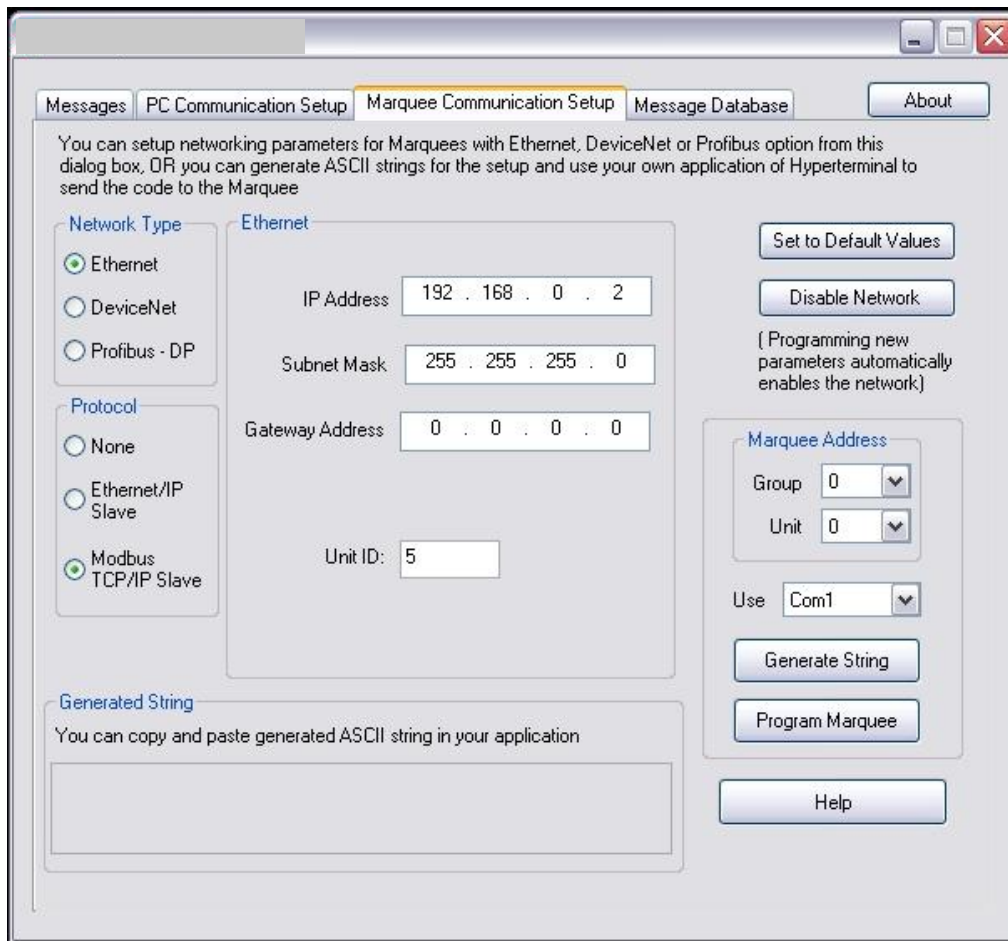 Messages
PC Communication Setup
Marquee Communication Setup
Message Database
About
You can setup networking parameters for Marquees with Ethernet, DeviceNet or Profibus option from this
dialog box, OR you can generate ASCII strings for the setup and use your own application of Hyperterminal to
send the code to the Marquee
Network Type
Ethernet
DeviceNet
Profibus - DP
Protocol
None
Ethernet/IP
Slave
Modbus
TCP/IP Slave
Ethernet
IP Address 192 . 168 . 0 . 2
Subnet Mask 255 . 255 . 255 . 0
Gateway Address 0 . 0 . 0 . 0
Unit ID: 5
Set to Default Values
Disable Network
( Programming new
parameters automatically
enables the network)
Marquee Address
Group 0
Unit 0
Use Com1
Generate String
Program Marquee
Help
Generated String
You can copy and paste generated ASCII string in your application